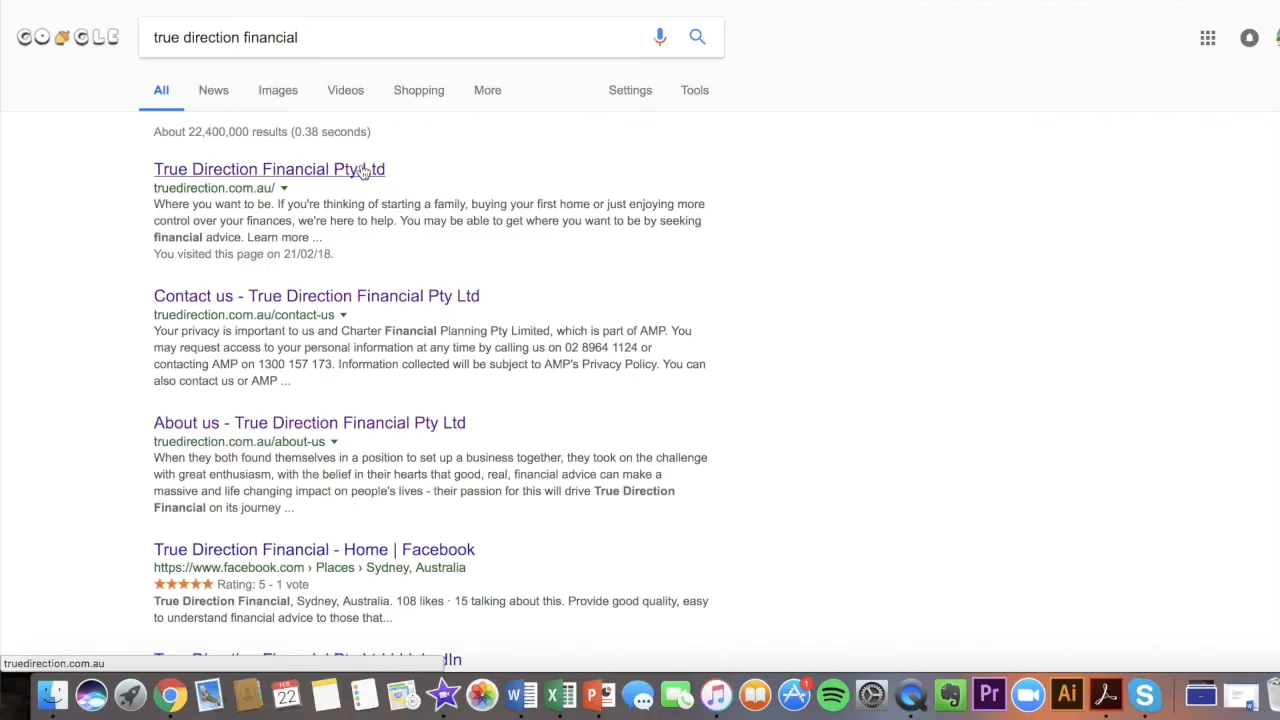 GO GLE
true direction financial
All News Images Videos Shopping More Settings Tools
About 22,400,000 results (0.38 seconds)
True Direction Financial Pty Ltd
truedirection.com.au/
Where you want to be. If you're thinking of starting a family, buying your first home or just enjoying more
control over your finances, we're here to help. You may be able to get where you want to be by seeking
financial advice. Learn more ...
You visited this page on 21/02/18.
Contact us - True Direction Financial Pty Ltd
truedirection.com.au/contact-us
Your privacy is important to us and Charter Financial Planning Pty Limited, which is part of AMP. You
may request access to your personal information at any time by calling us on 02 8964 1124 or
contacting AMP on 1300 157 173. Information collected will be subject to AMP's Privacy Policy. You can
also contact us or AMP ...
About us - True Direction Financial Pty Ltd
truedirection.com.au/about-us
When they both found themselves in a position to set up a business together, they took on the challenge
with great enthusiasm, with the belief in their hearts that good, real, financial advice can make a
massive and life changing impact on people's lives - their passion for this will drive True Direction
Financial on its journey ...
True Direction Financial - Home | Facebook
https://www.facebook.com › Places › Sydney, Australia
Rating: 5 - 1 vote
True Direction Financial, Sydney, Australia. 108 likes · 15 talking about this. Provide good quality, easy
to understand financial advice to those that...
truedirection.com.au
FEB
22
W X P 1 Pr Ai S